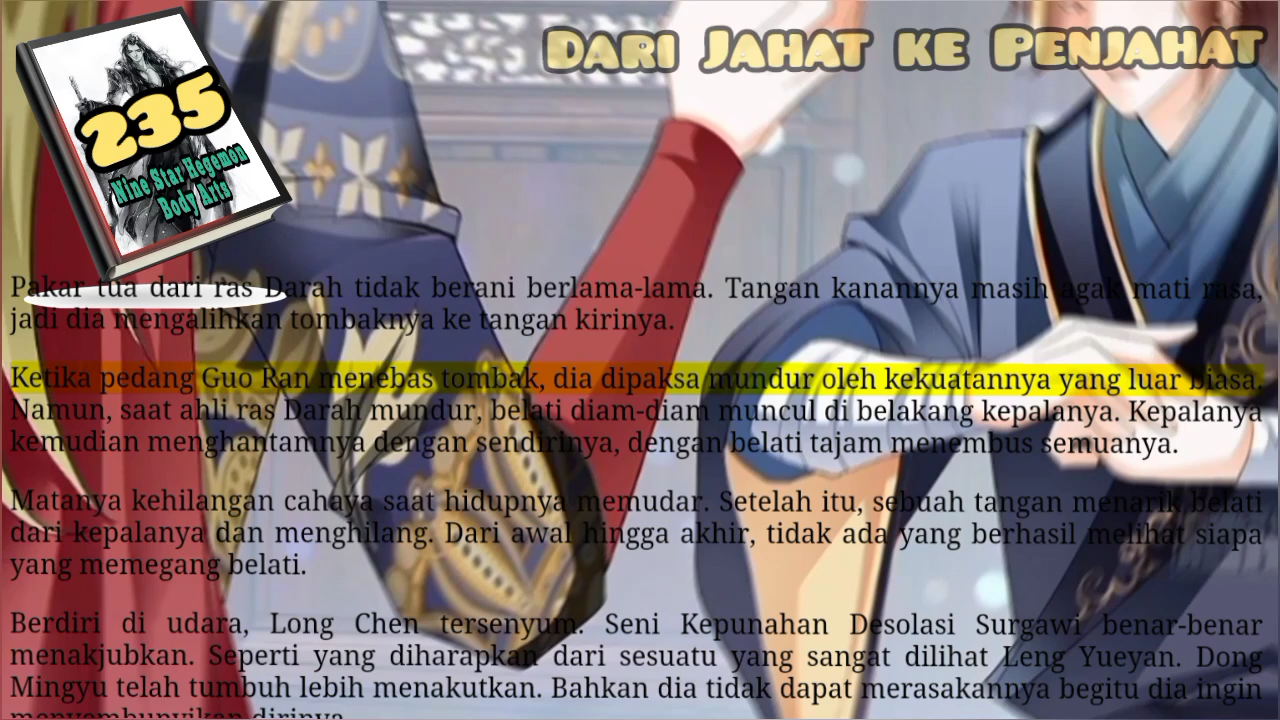 DARI JAHAT KE PENJAHAT
235
Nine Star Hegemon
Body Arts
Pakar tua dari ras Darah tidak berani berlama-lama. Tangan kanannya masih agak mati rasa,
jadi dia mengalihkan tombaknya ke tangan kirinya.
Ketika pedang Guo Ran menebas tombak, dia dipaksa mundur oleh kekuatannya yang luar biasa.
Namun, saat ahli ras Darah mundur, belati diam-diam muncul di belakang kepalanya. Kepalanya
kemudian menghantamnya dengan sendirinya, dengan belati tajam menembus semuanya.
Matanya kehilangan cahaya saat hidupnya memudar. Setelah itu, sebuah tangan menarik belati
dari kepalanya dan menghilang. Dari awal hingga akhir, tidak ada yang berhasil melihat siapa
yang memegang belati.
Berdiri di udara, Long Chen tersenyum. Seni Kepunahan Desolasi Surgawi benar-benar
menakjubkan. Seperti yang diharapkan dari sesuatu yang sangat dilihat Leng Yueyan. Dong
Mingyu telah tumbuh lebih menakutkan. Bahkan dia tidak dapat merasakannya begitu dia ingin
menyembunyikan dirinya.